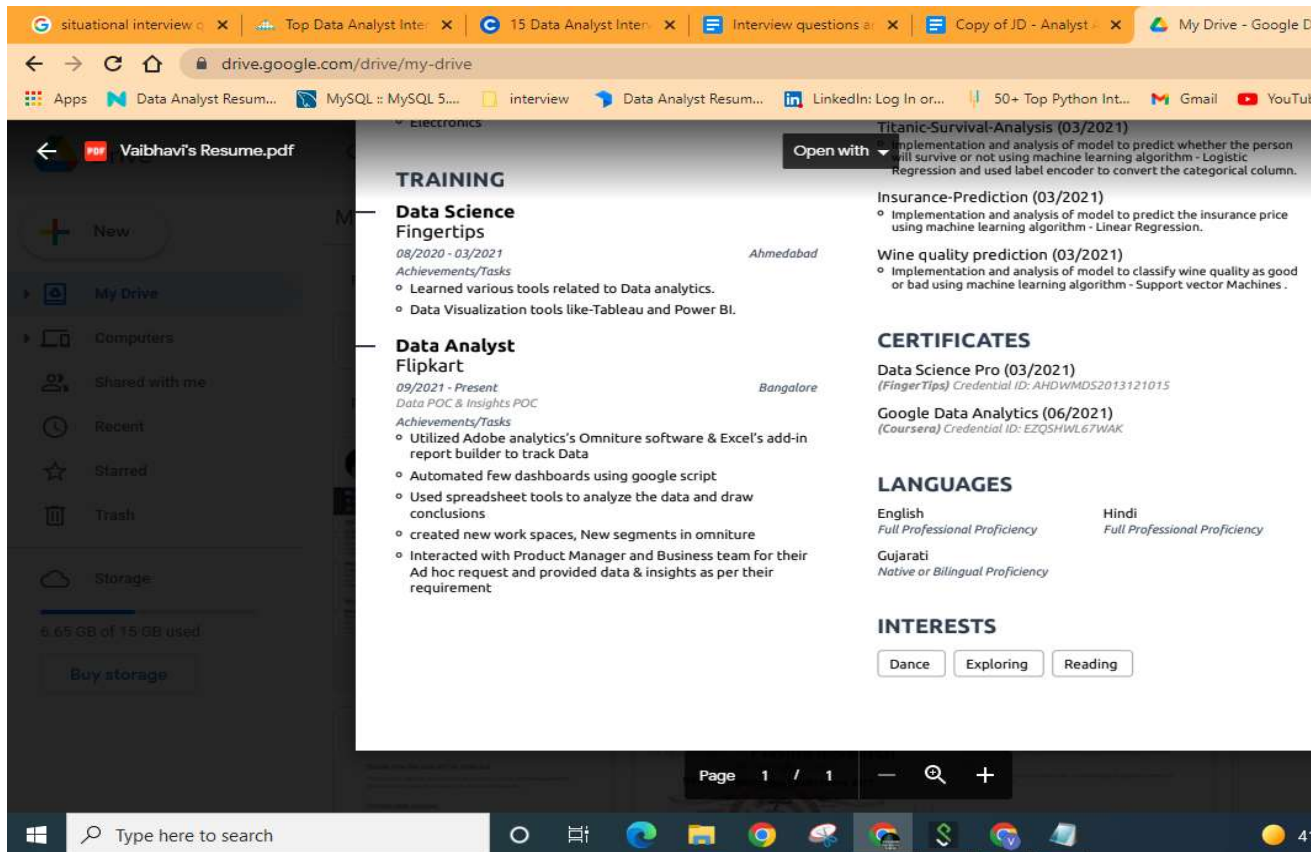 situational interview q
Top Data Analyst Inter
15 Data Analyst Interv
Interview questions a
Copy of JD - Analyst -
My Drive - Google D
drive.google.com/drive/my-drive
Apps
Data Analyst Resum...
MySQL :: MySQL 5....
interview
Data Analyst Resum...
LinkedIn: Log In or...
50+ Top Python Int...
Gmail
YouTub
Vaibhavi's Resume.pdf
Open with
New
My Drive
Computers
Shared with me
Recent
Starred
Trash
Storage
6.65 GB of 15 GB used
Buy storage
Electronics
TRAINING
Data Science
Fingertips
08/2020 - 03/2021 Ahmedabad
Achievements/Tasks
Learned various tools related to Data analytics.
Data Visualization tools like-Tableau and Power BI.
Data Analyst
Flipkart
09/2021 - Present Bangalore
Data POC & Insights POC
Achievements/Tasks
Utilized Adobe analytics's Omniture software & Excel's add-in
report builder to track Data
Automated few dashboards using google script
Used spreadsheet tools to analyze the data and draw
conclusions
created new work spaces, New segments in omniture
Interacted with Product Manager and Business team for their
Ad hoc request and provided data & insights as per their
requirement
Titanic-Survival-Analysis (03/2021)
Implementation and analysis of model to predict whether the person
will survive or not using machine learning algorithm - Logistic
Regression and used label encoder to convert the categorical column.
Insurance-Prediction (03/2021)
Implementation and analysis of model to predict the insurance price
using machine learning algorithm - Linear Regression.
Wine quality prediction (03/2021)
Implementation and analysis of model to classify wine quality as good
or bad using machine learning algorithm - Support vector Machines .
CERTIFICATES
Data Science Pro (03/2021)
(FingerTips) Credential ID: AHDWMDS2013121015
Google Data Analytics (06/2021)
(Coursera) Credential ID: EZQSHWL67WAK
LANGUAGES
English
Full Professional Proficiency
Hindi
Full Professional Proficiency
Gujarati
Native or Bilingual Proficiency
INTERESTS
Dance Exploring Reading
Page 1 / 1
Type here to search
41